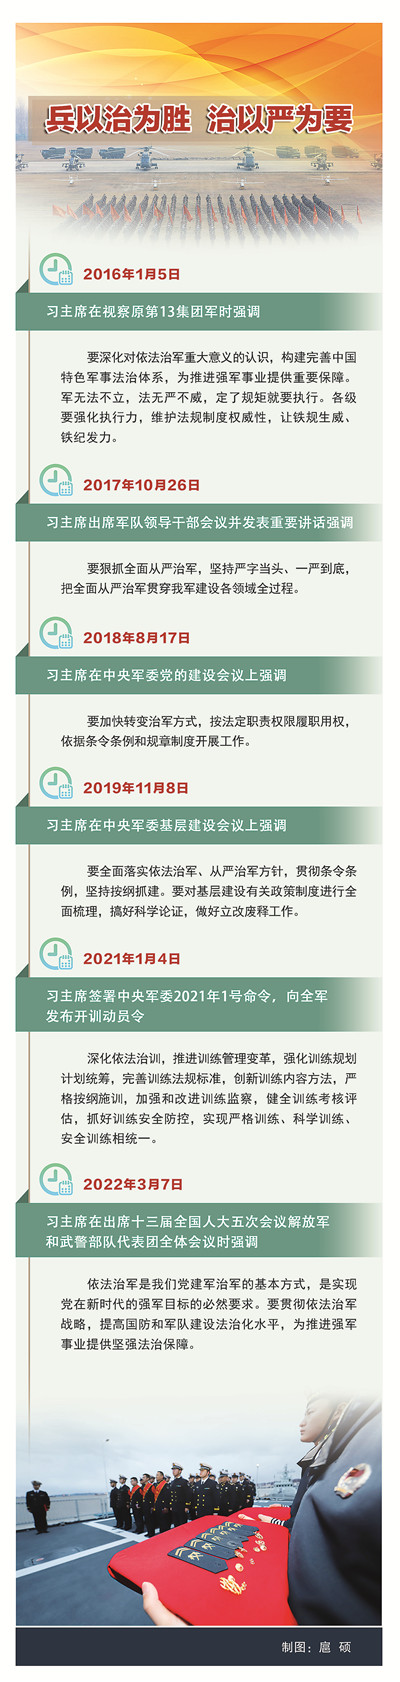 兵以治为胜 治以严为要
2016年1月5日
习主席在视察原第13集团军时强调
要深化对依法治军重大意义的认识，构建完善中国
特色军事法治体系，为推进强军事业提供重要保障。
军无法不立，法无严不威，定了规矩就要执行。各级
要强化执行力，维护法规制度权威性，让铁规生威、
铁纪发力。
2017年10月26日
习主席出席军队领导干部会议并发表重要讲话强调
要狠抓全面从严治军，坚持严字当头、一严到底，
把全面从严治军贯穿我军建设各领域全过程。
2018年8月17日
习主席在中央军委党的建设会议上强调
要加快转变治军方式，按法定职责权限履职用权，
依据条令条例和规章制度开展工作。
2019年11月8日
习主席在中央军委基层建设会议上强调
要全面落实依法治军、从严治军方针，贯彻条令条
例，坚持按纲抓建。要对基层建设有关政策制度进行全
面梳理，搞好科学论证，做好立改废释工作。
2021年1月4日
习主席签署中央军委2021年1号命令，向全军
发布开训动员令
深化依法治训，推进训练管理变革，强化训练规划
计划统筹，完善训练法规标准，创新训练内容方法，严
格按纲施训，加强和改进训练监察，健全训练考核评
估，抓好训练安全防控，实现严格训练、科学训练、
安全训练相统一。
2022年3月7日
习主席在出席十三届全国人大五次会议解放军
和武警部队代表团全体会议时强调
依法治军是我们党建军治军的基本方式，是实现
党在新时代的强军目标的必然要求。要贯彻依法治军
战略，提高国防和军队建设法治化水平，为推进强军
事业提供坚强法治保障。
制图：扈 硕